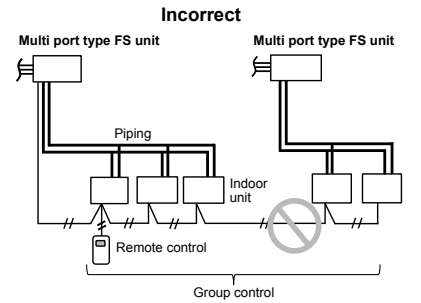 Incorrect
Multi port type FS unit
Multi port type FS unit
Piping
Indoor
unit
Remote control
Group control